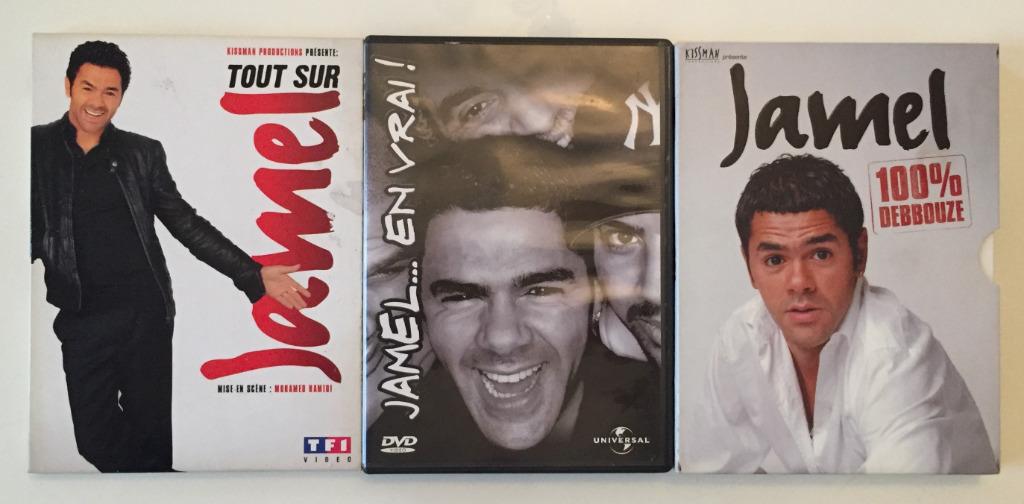 KISSMAN PRODUCTIONS PRÉSENTE:
TOUT SUR
Jamel
MISE EN SCÈNE : MOHAMED HAMIDI
TF1
VIDEO
JAMEL... EN VRAI !
DVD
VIDEO
UNIVERSAL
KISSMAN
présente
Jamel
100%
DEBBOUZE